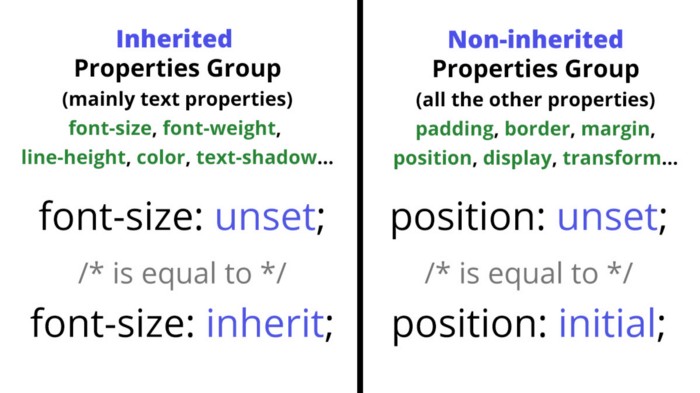 Inherited
Properties Group
(mainly text properties)
font-size, font-weight,
line-height, color, text-shadow...
font-size: unset;
/* is equal to */
font-size: inherit;
Non-inherited
Properties Group
(all the other properties)
padding, border, margin,
position, display, transform...
position: unset;
/* is equal to */
position: initial;